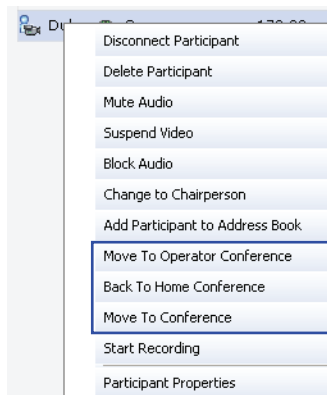 Disconnect Participant
Delete Participant
Mute Audio
Suspend Video
Block Audio
Change to Chairperson
Add Participant to Address Book
Move To Operator Conference
Back To Home Conference
Move To Conference
Start Recording
Participant Properties